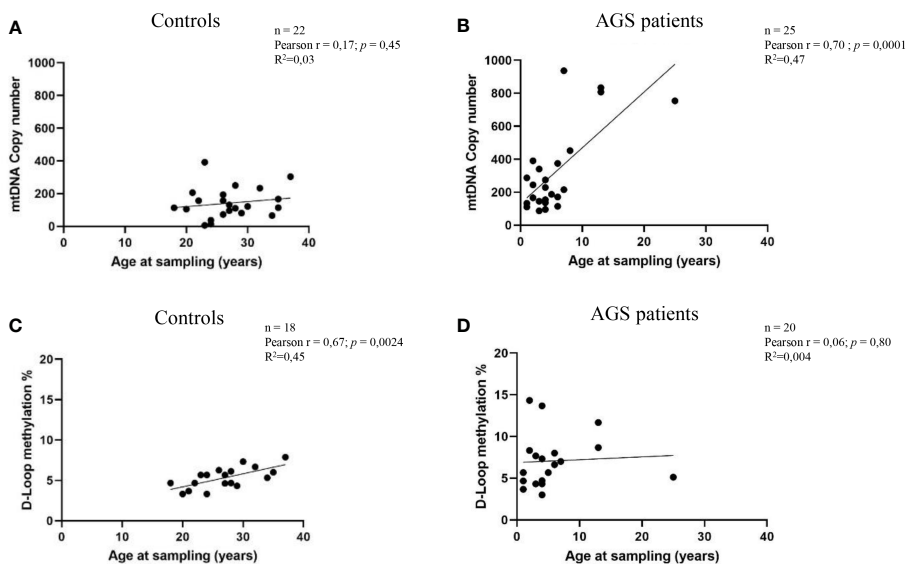 A
Controls
n = 22
Pearson r = 0,17; p = 0,45
R²=0,03
mtDNA Copy number
1000
800
600
400
200
0
0 10 20 30 40
Age at sampling (years)
B
AGS patients
n = 25
Pearson r = 0,70 ; p = 0,0001
R²=0,47
mtDNA Copy number
1000
800
600
400
200
0
0 10 20 30 40
Age at sampling (years)
C
Controls
n = 18
Pearson r = 0,67; p = 0,0024
R²=0,45
D-Loop methylation %
20
15
10
5
0
0 10 20 30 40
Age at sampling (years)
D
AGS patients
n = 20
Pearson r = 0,06; p = 0,80
R²=0,004
D-Loop methylation %
20
15
10
5
0
0 10 20 30 40
Age at sampling (years)